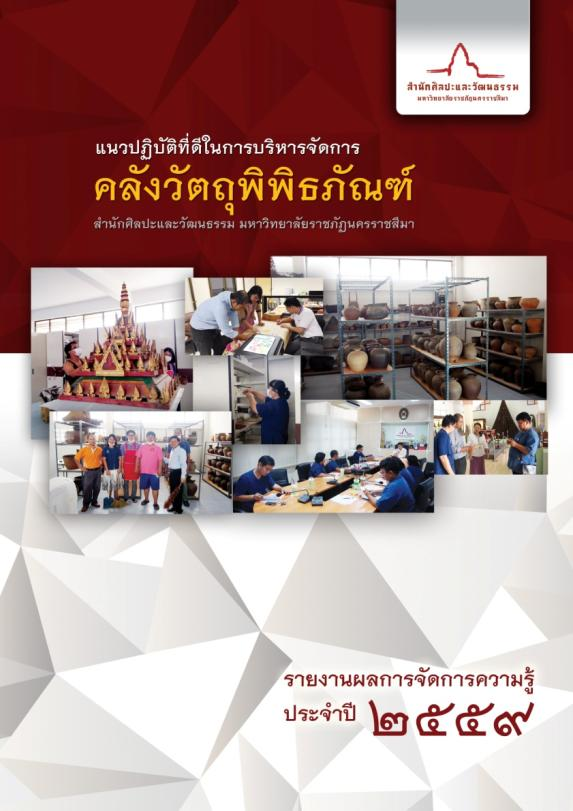 สำนักศิลปะและวัฒนธรรม
มหาวิทยาลัยราชภัฏนครราชสีมา
แนวปฏิบัติที่ดีในการบริหารจัดการ
คลังวัตถุพิพิธภัณฑ์
สำนักศิลปะและวัฒนธรรม มหาวิทยาลัยราชภัฏนครราชสีมา
รายงานผลการจัดการความรู้
ประจำปี ๒๕๕๙